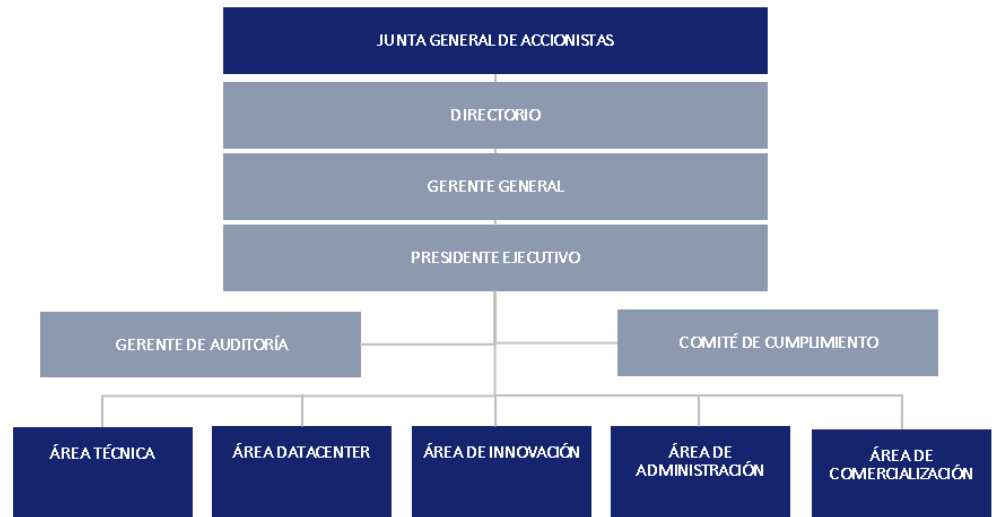 JUNTA GENERAL DE ACCIONISTAS
DIRECTORIO
GERENTE GENERAL
PRESIDENTE EJECUTIVO
GERENTE DE AUDITORÍA
COMITÉ DE CUMPLIMIENTO
ÁREA TÉCNICA
ÁREA DATACENTER
ÁREA DE INNOVACIÓN
ÁREA DE
ADMINISTRACIÓN
ÁREA DE
COMERCIALIZACIÓN